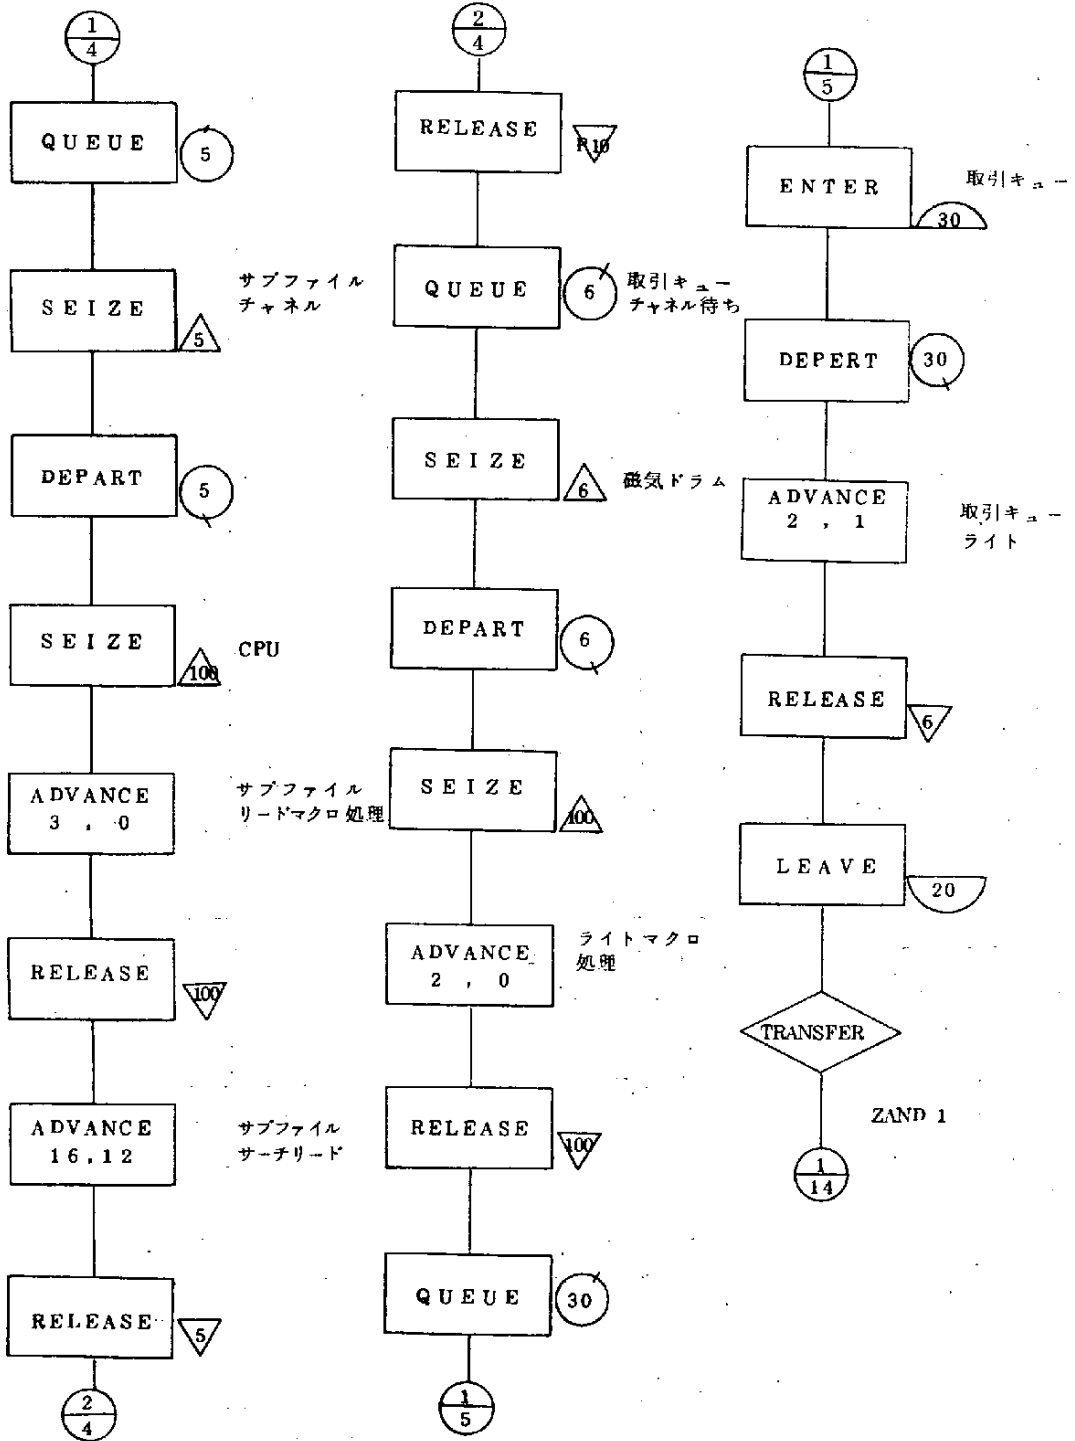 1
4
QUEUE
5
SEIZE
5
サブファイル
チャネル
DEPART
5
SEIZE
100
CPU
ADVANCE
3 , 0
サブファイル
リードマクロ処理
RELEASE
100
ADVANCE
16,12
サブファイル
サーチリード
RELEASE
5
2
4
2
4
RELEASE
P10
QUEUE
6
取引キュー
チャネル待ち
SEIZE
6
磁気ドラム
DEPART
6
SEIZE
100
ADVANCE
2 , 0
ライトマクロ
処理
RELEASE
100
QUEUE
30
1
5
1
5
ENTER
30
取引キュー
DEPERT
30
ADVANCE
2 , 1
取引キュー
ライト
RELEASE
6
LEAVE
20
TRANSFER
ZAND 1
1
14